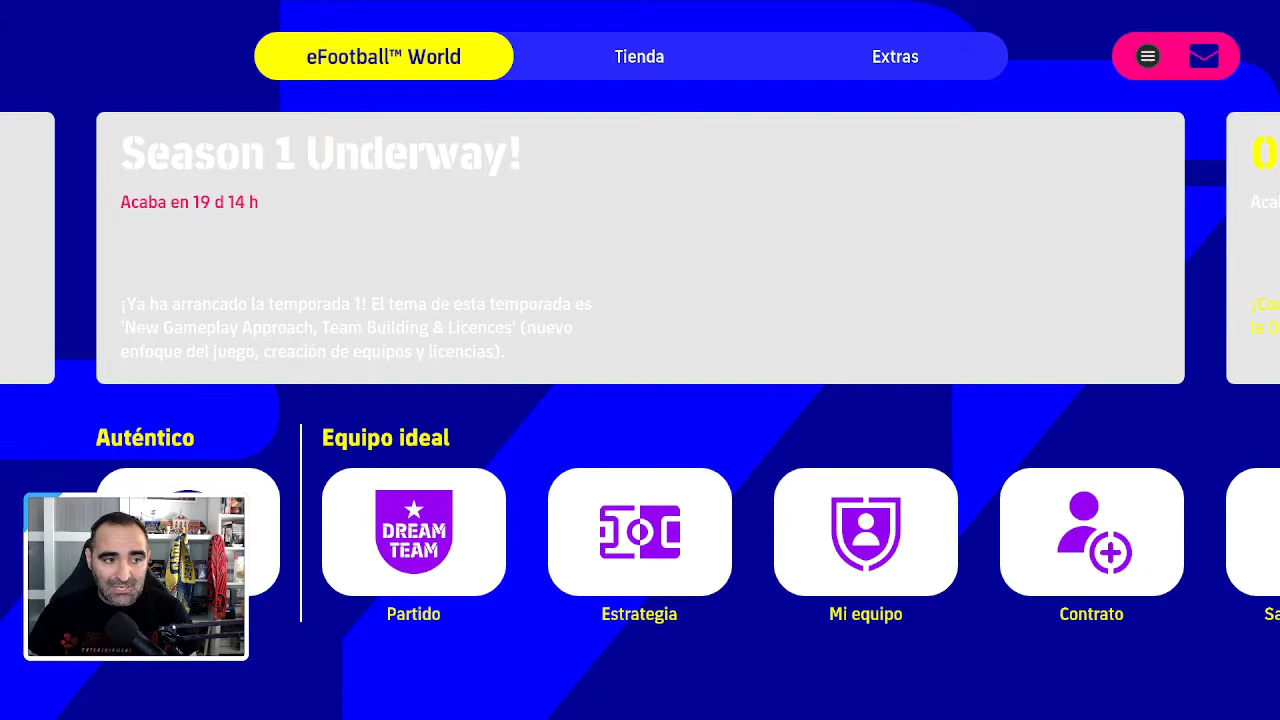 eFootball™ World
Tienda
Extras
Season 1 Underway!
Acaba en 19 d 14 h
¡Ya ha arrancado la temporada 1! El tema de esta temporada es
'New Gameplay Approach, Team Building & Licences' (nuevo
enfoque del juego, creación de equipos y licencias).
Auténtico
Equipo ideal
DREAM
TEAM
Partido
Estrategia
Mi equipo
Contrato